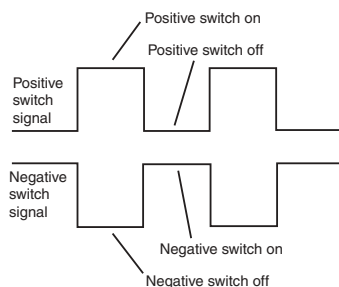 Positive switch on
Positive switch off
Positive
switch
signal
Negative
switch
signal
Negative switch on
Negative switch off